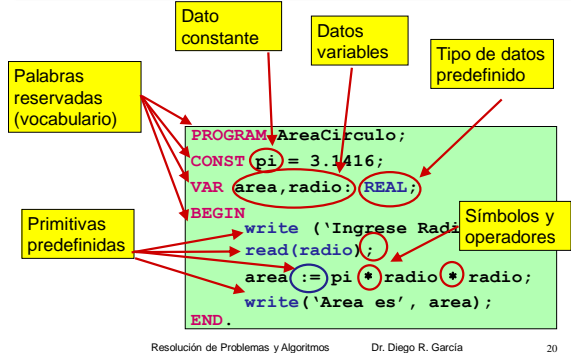 Dato
constante
Datos
variables
Tipo de datos
predefinido
Palabras
reservadas
(vocabulario)
PROGRAM AreaCirculo;
CONST pi = 3.1416;
VAR area,radio: REAL;
BEGIN
write (‘Ingrese
read(radio);
area := pi * radio * radio;
write(‘Area es’, area);
END.
Primitivas
predefinidas
Símbolos y
operadores
Resolución de Problemas y Algoritmos Dr. Diego R. García 20